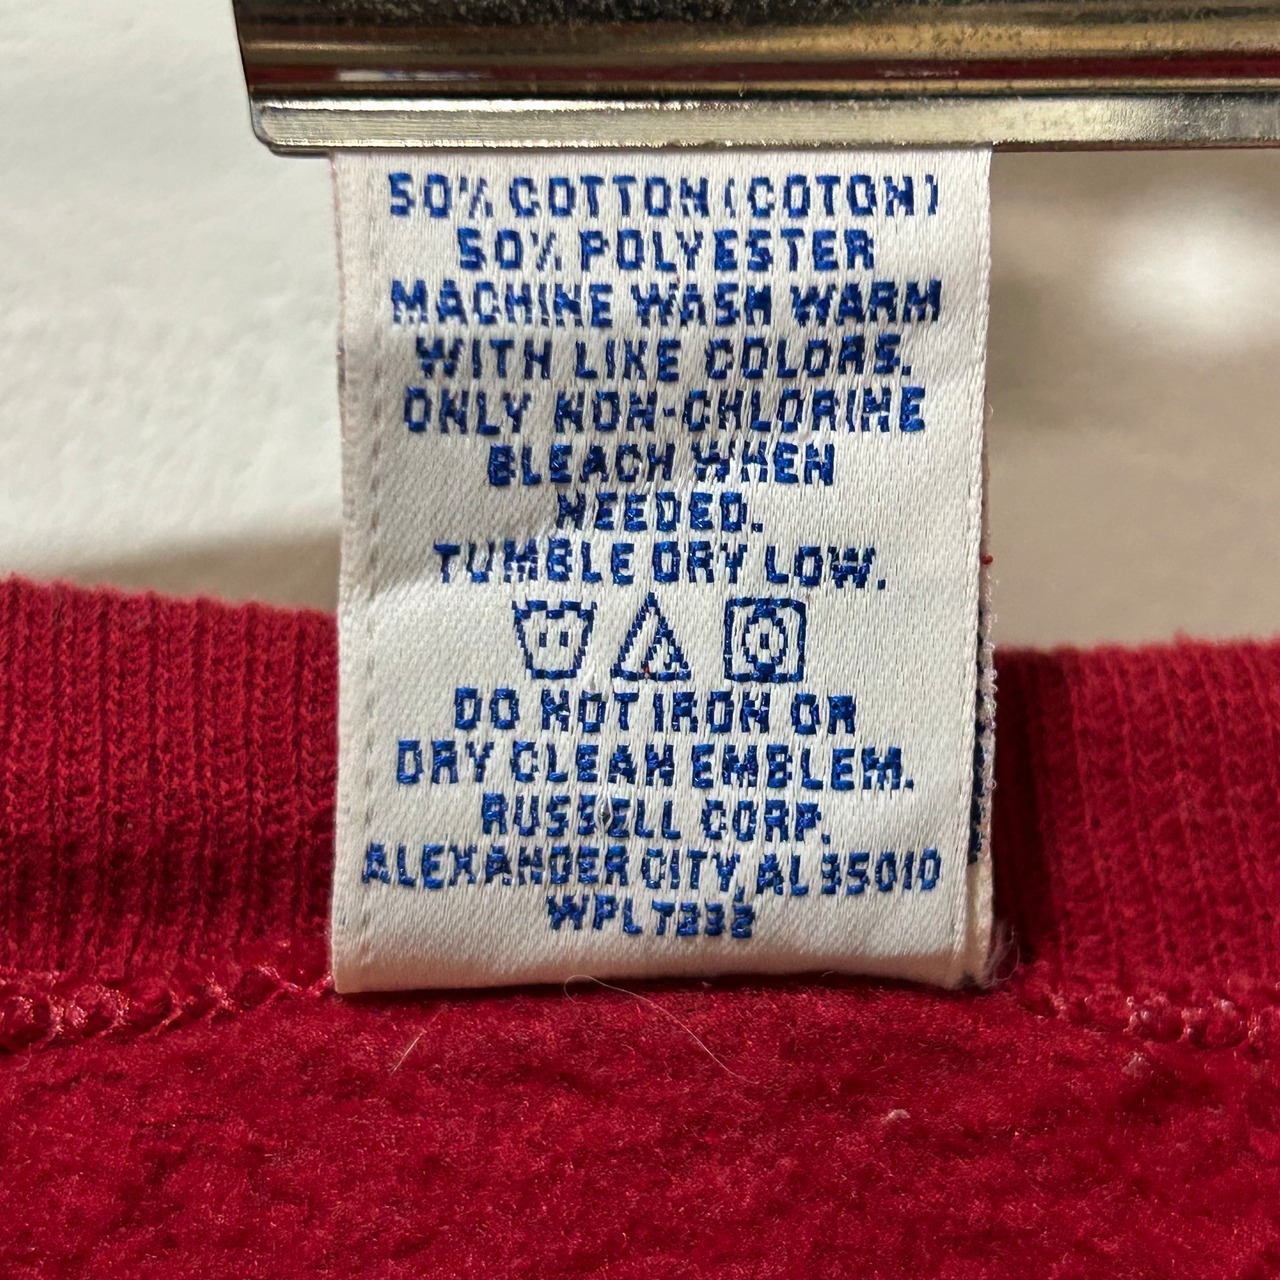 50% COTTON (COTON)
50% POLYESTER
MACHINE WASH WARM
WITH LIKE COLORS.
ONLY NON-CHLORINE
BLEACH WHEN
NEEDED.
TUMBLE DRY LOW.
DO NOT IRON OR
DRY CLEAN EMBLEM.
RUSSELL CORP.
ALEXANDER CITY, AL 35010
WPL 7232